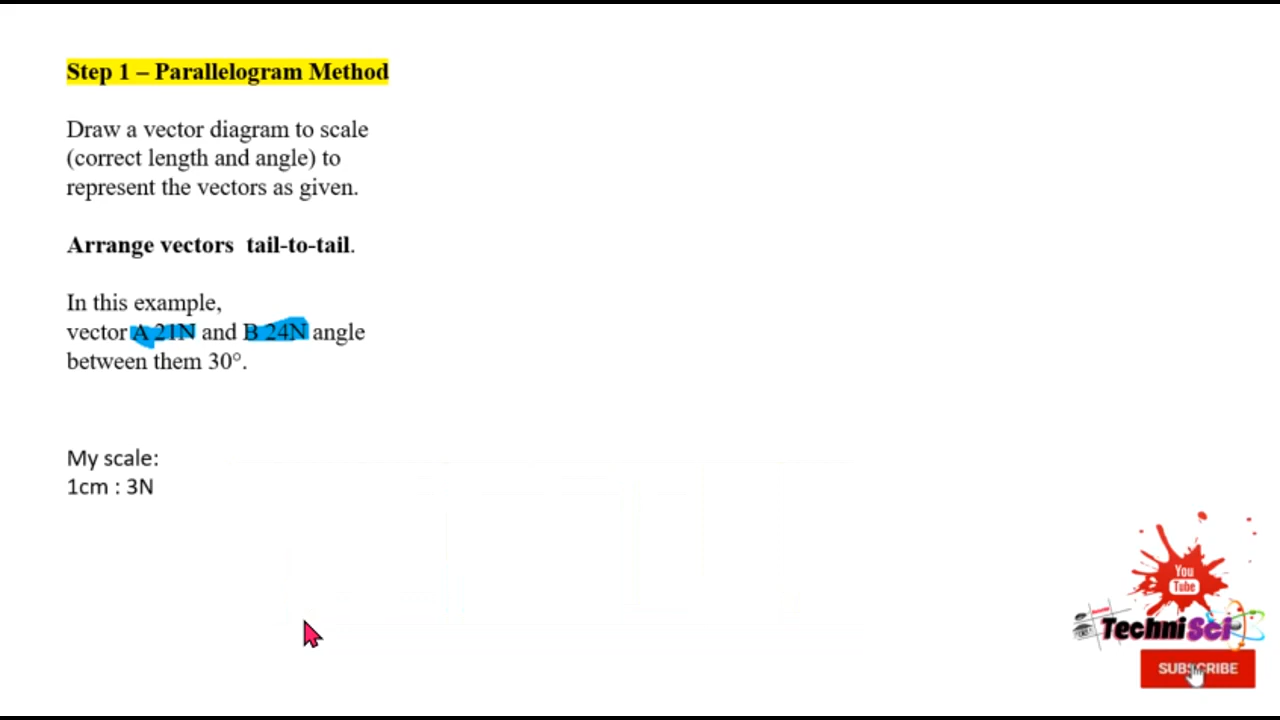 Step 1 – Parallelogram Method
Draw a vector diagram to scale
(correct length and angle) to
represent the vectors as given.
Arrange vectors tail-to-tail.
In this example,
vector A 21N and B 24N angle
between them 30°.
My scale:
1cm : 3N
You
Tube
TechniSci
SUBSCRIBE